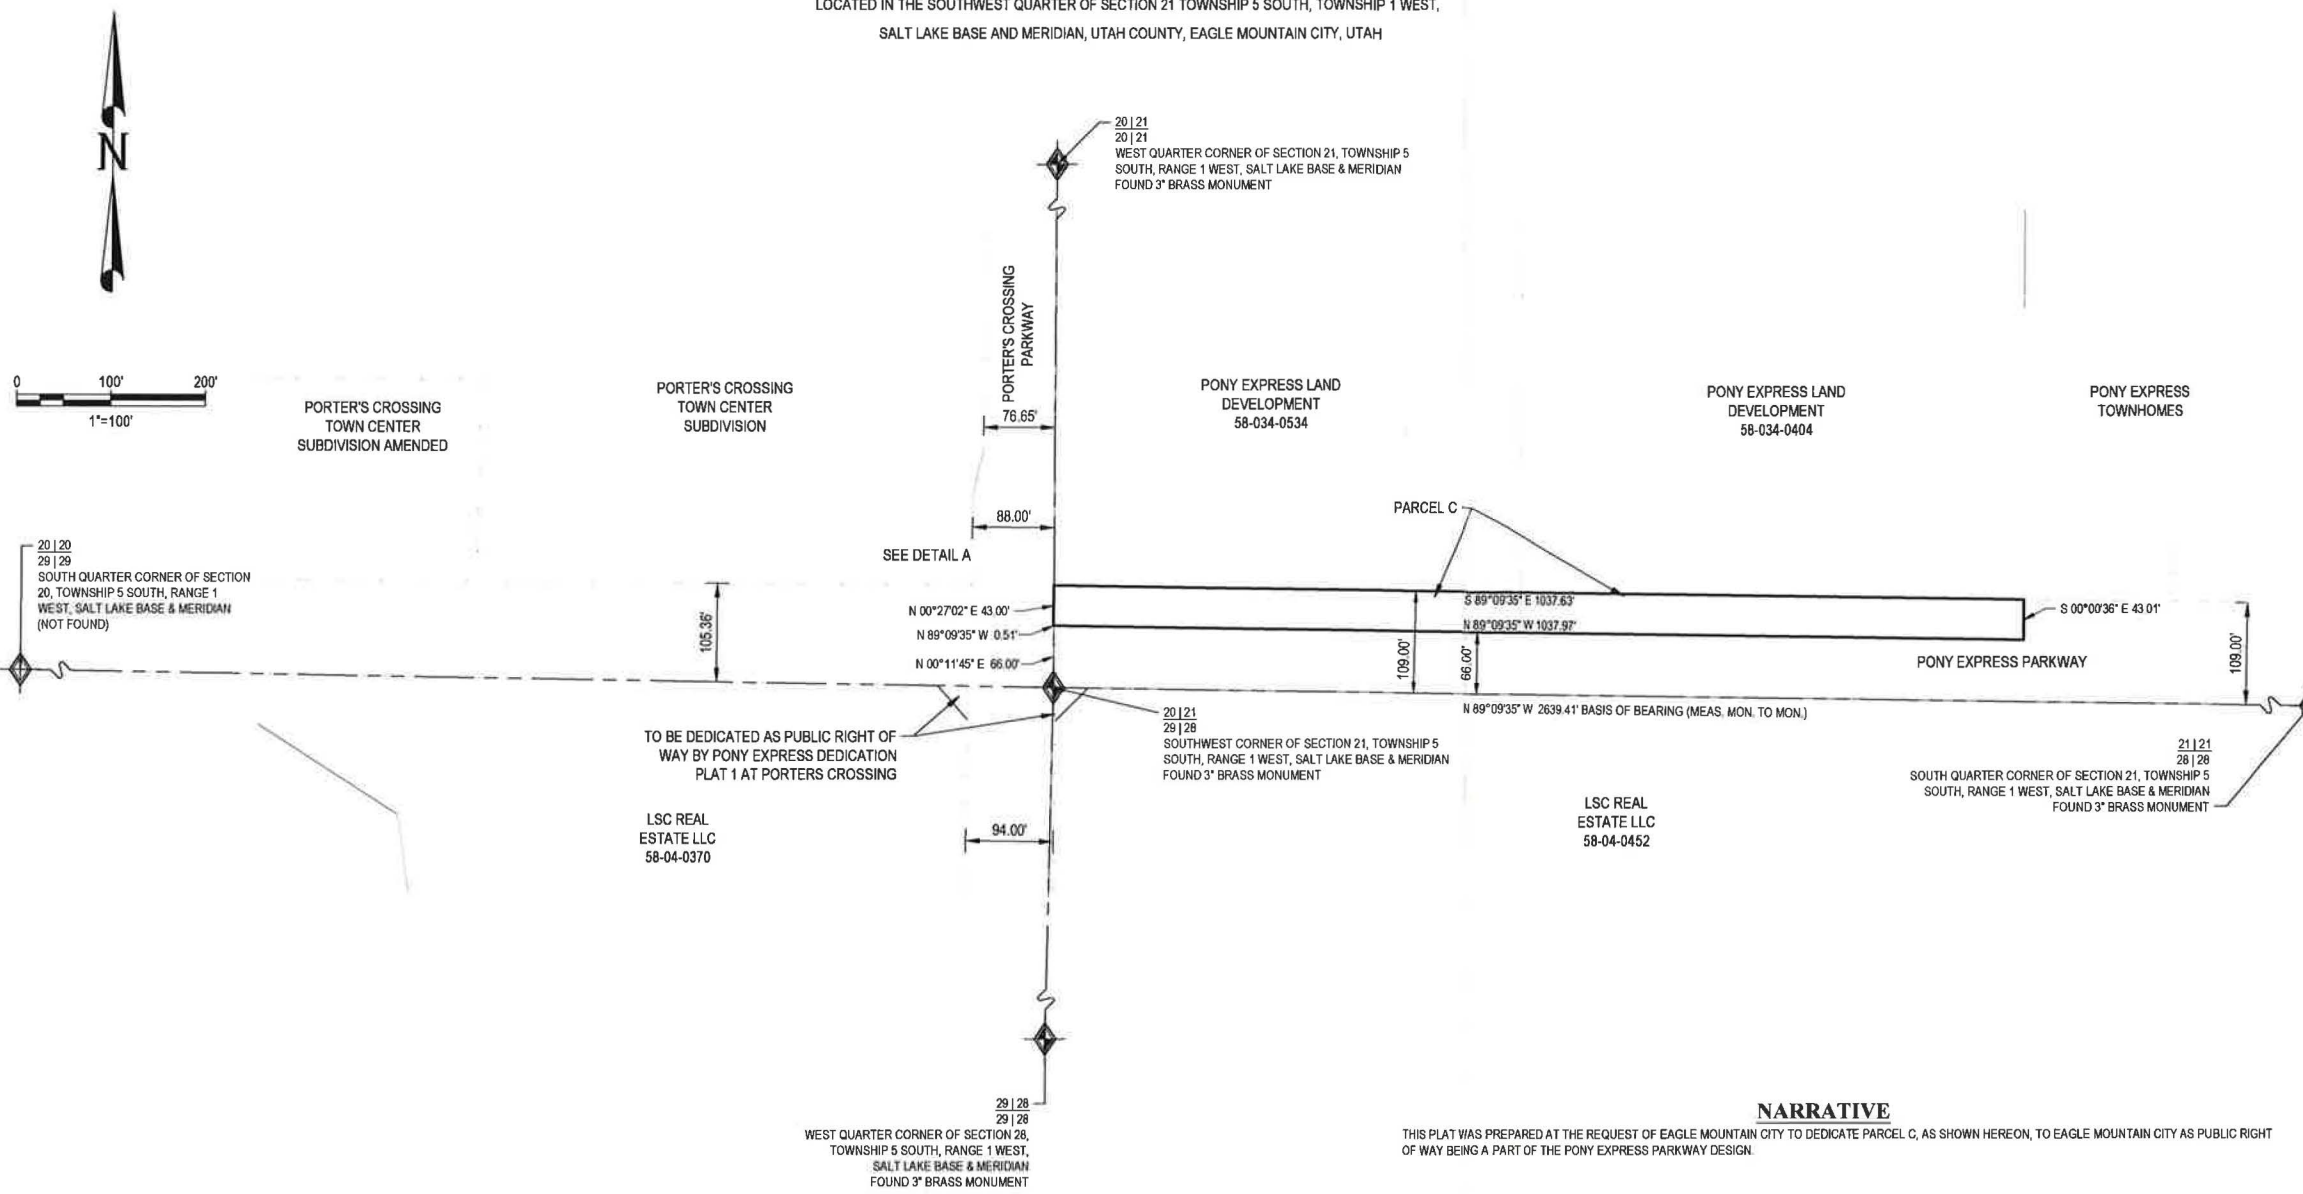 LOCATED IN THE SOUTHWEST QUARTER OF SECTION 21 TOWNSHIP 5 SOUTH, TOWNSHIP 1 WEST,
SALT LAKE BASE AND MERIDIAN, UTAH COUNTY, EAGLE MOUNTAIN CITY, UTAH
N
20 | 21
20 | 21
WEST QUARTER CORNER OF SECTION 21, TOWNSHIP 5
SOUTH, RANGE 1 WEST, SALT LAKE BASE & MERIDIAN
FOUND 3" BRASS MONUMENT
PORTER'S CROSSING
PARKWAY
0 100' 200'
1"=100'
PORTER'S CROSSING
TOWN CENTER
SUBDIVISION AMENDED
PORTER'S CROSSING
TOWN CENTER
SUBDIVISION
76.65'
PONY EXPRESS LAND
DEVELOPMENT
58-034-0534
PONY EXPRESS LAND
DEVELOPMENT
58-034-0404
PONY EXPRESS
TOWNHOMES
88.00'
PARCEL C
SEE DETAIL A
20 | 20
29 | 29
SOUTH QUARTER CORNER OF SECTION
20, TOWNSHIP 5 SOUTH, RANGE 1
WEST, SALT LAKE BASE & MERIDIAN
(NOT FOUND)
105.36'
N 00°27'02" E 43.00'
N 89°09'35" W 0.51'
N 00°11'45" E 66.00'
S 89°09'35" E 1037.63'
N 89°09'35" W 1037.97'
109.00'
66.00'
S 00°00'36" E 43.01'
PONY EXPRESS PARKWAY
109.00'
N 89°09'35" W 2639.41' BASIS OF BEARING (MEAS. MON. TO MON.)
TO BE DEDICATED AS PUBLIC RIGHT OF
WAY BY PONY EXPRESS DEDICATION
PLAT 1 AT PORTERS CROSSING
20 | 21
29 | 28
SOUTHWEST CORNER OF SECTION 21, TOWNSHIP 5
SOUTH, RANGE 1 WEST, SALT LAKE BASE & MERIDIAN
FOUND 3" BRASS MONUMENT
21 | 21
28 | 28
SOUTH QUARTER CORNER OF SECTION 21, TOWNSHIP 5
SOUTH, RANGE 1 WEST, SALT LAKE BASE & MERIDIAN
FOUND 3" BRASS MONUMENT
LSC REAL
ESTATE LLC
58-04-0370
94.00'
LSC REAL
ESTATE LLC
58-04-0452
29 | 28
29 | 28
WEST QUARTER CORNER OF SECTION 28,
TOWNSHIP 5 SOUTH, RANGE 1 WEST,
SALT LAKE BASE & MERIDIAN
FOUND 3" BRASS MONUMENT
NARRATIVE
THIS PLAT WAS PREPARED AT THE REQUEST OF EAGLE MOUNTAIN CITY TO DEDICATE PARCEL C, AS SHOWN HEREON, TO EAGLE MOUNTAIN CITY AS PUBLIC RIGHT
OF WAY BEING A PART OF THE PONY EXPRESS PARKWAY DESIGN.